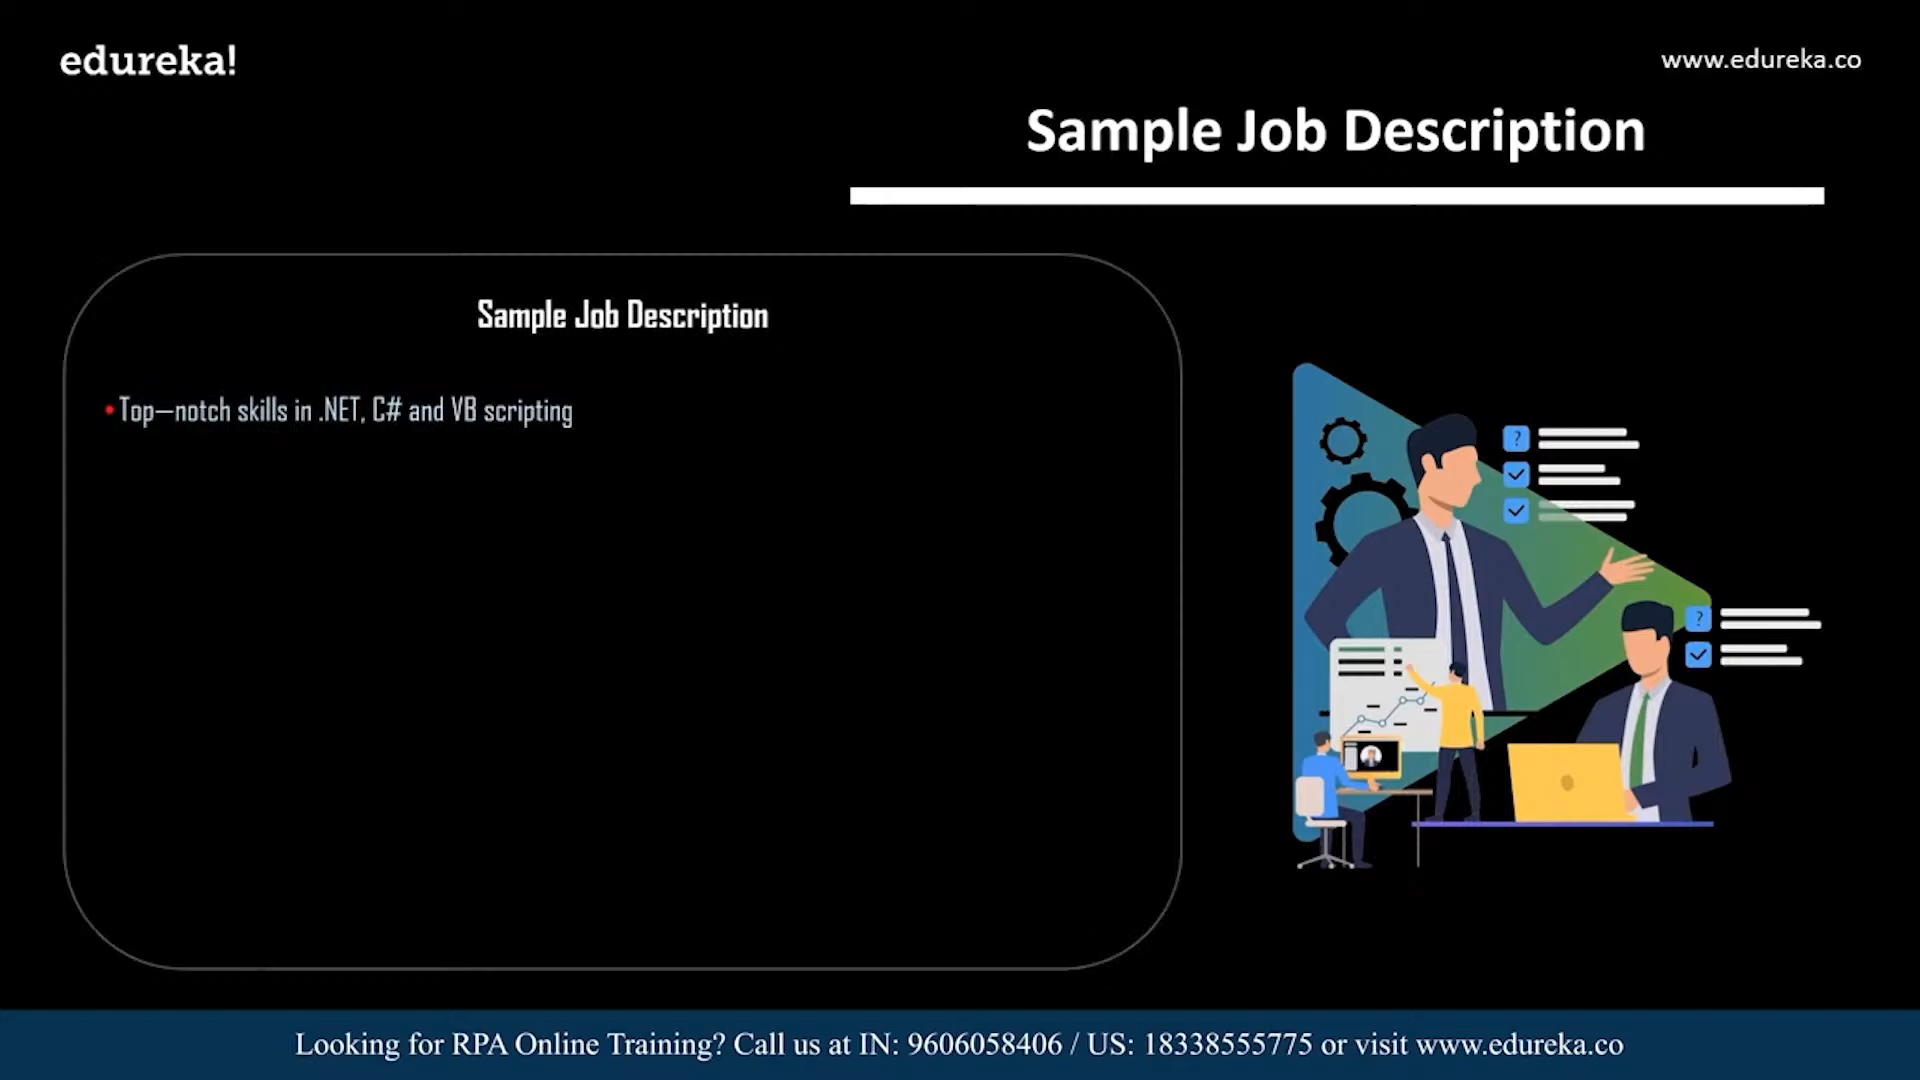 edureka!
www.edureka.co
Sample Job Description
Sample Job Description
• Top—notch skills in .NET, C# and VB scripting
?
?
Looking for RPA Online Training? Call us at IN: 9606058406 / US: 18338555775 or visit www.edureka.co